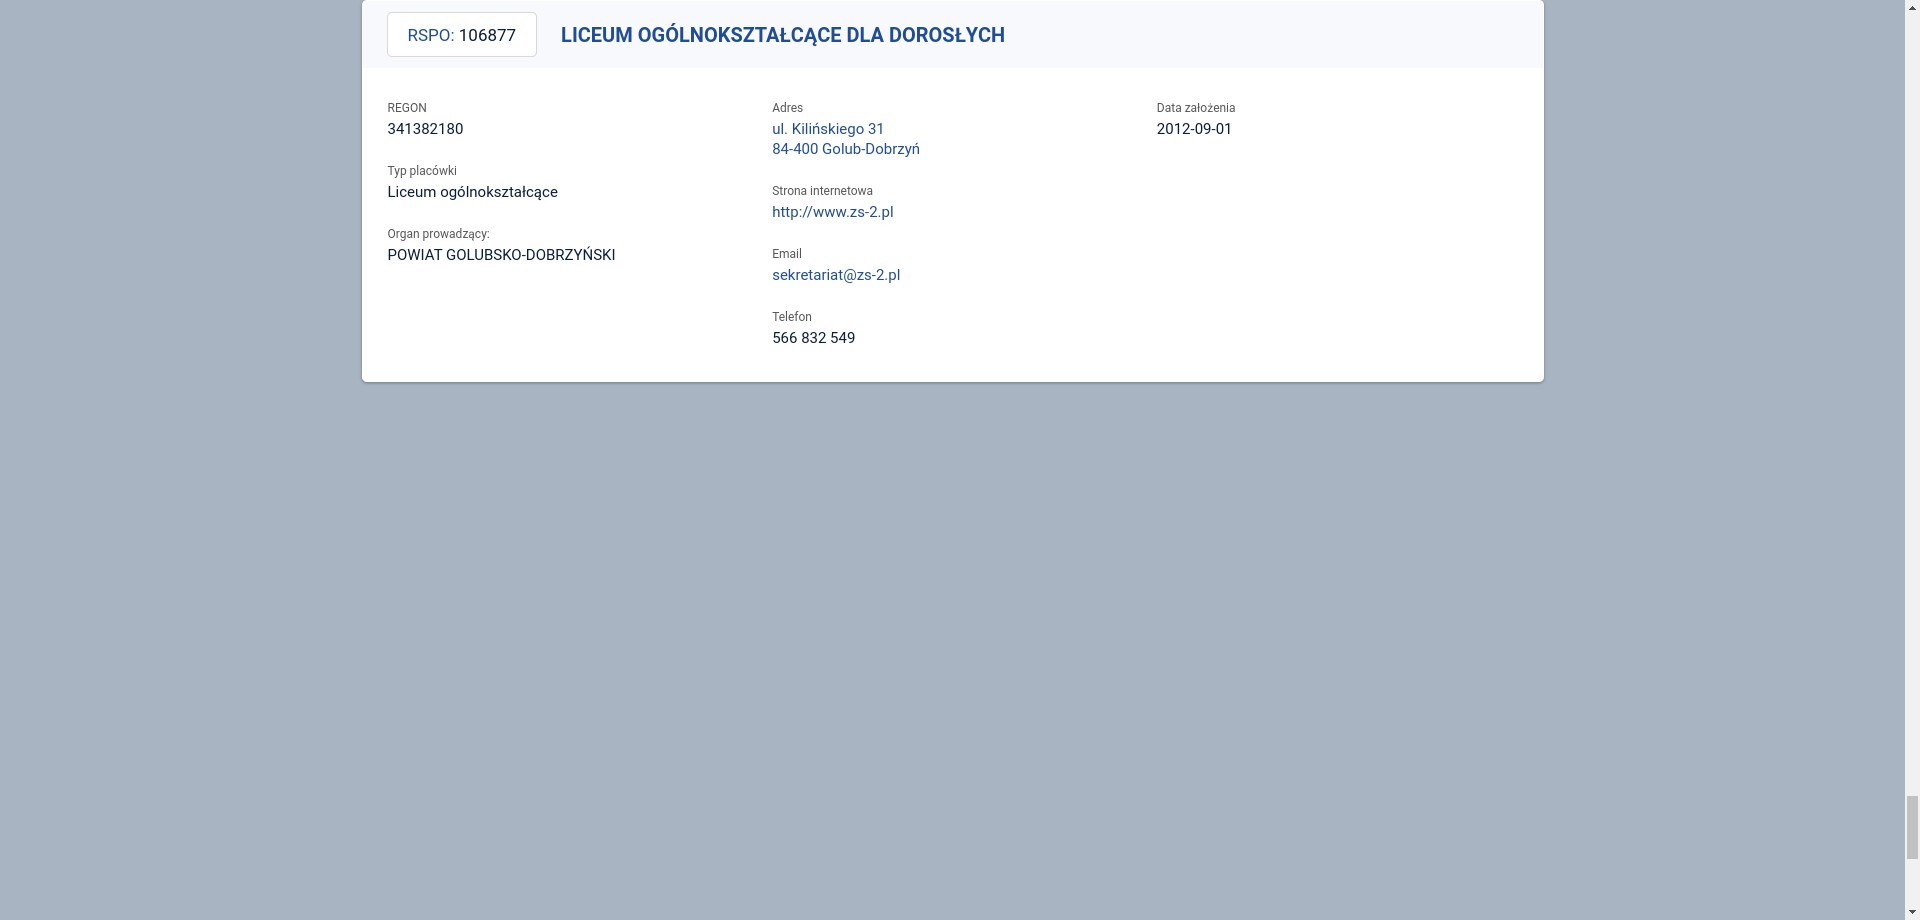 RSPO: 106877
LICEUM OGÓLNOKSZTAŁCĄCE DLA DOROSŁYCH
REGON
341382180
Typ placówki
Liceum ogólnokształcące
Organ prowadzący:
POWIAT GOLUBSKO-DOBRZYŃSKI
Adres
ul. Kilińskiego 31
84-400 Golub-Dobrzyń
Strona internetowa
http://www.zs-2.pl
Email
sekretariat@zs-2.pl
Telefon
566 832 549
Data założenia
2012-09-01